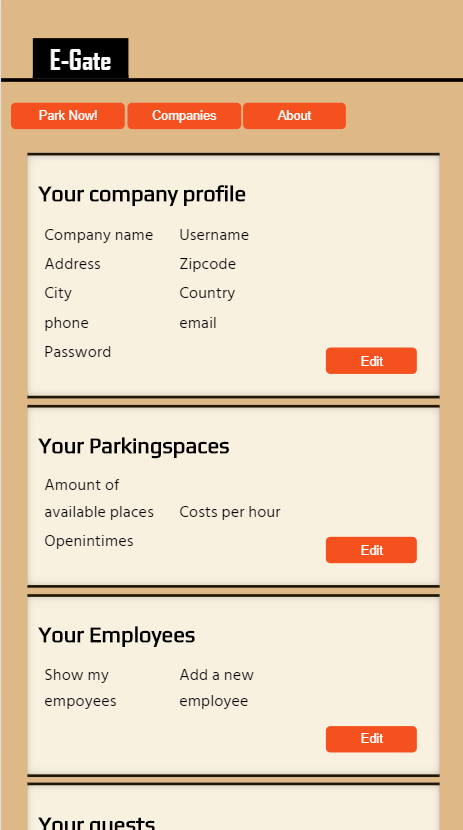 E-Gate
Park Now! Companies About
Your company profile
Company name Username
Address Zipcode
City Country
phone email
Password
Edit
Your Parkingspaces
Amount of
available places Costs per hour
Openintimes
Edit
Your Employees
Show my Add a new
empoyees employee
Edit
Your guests